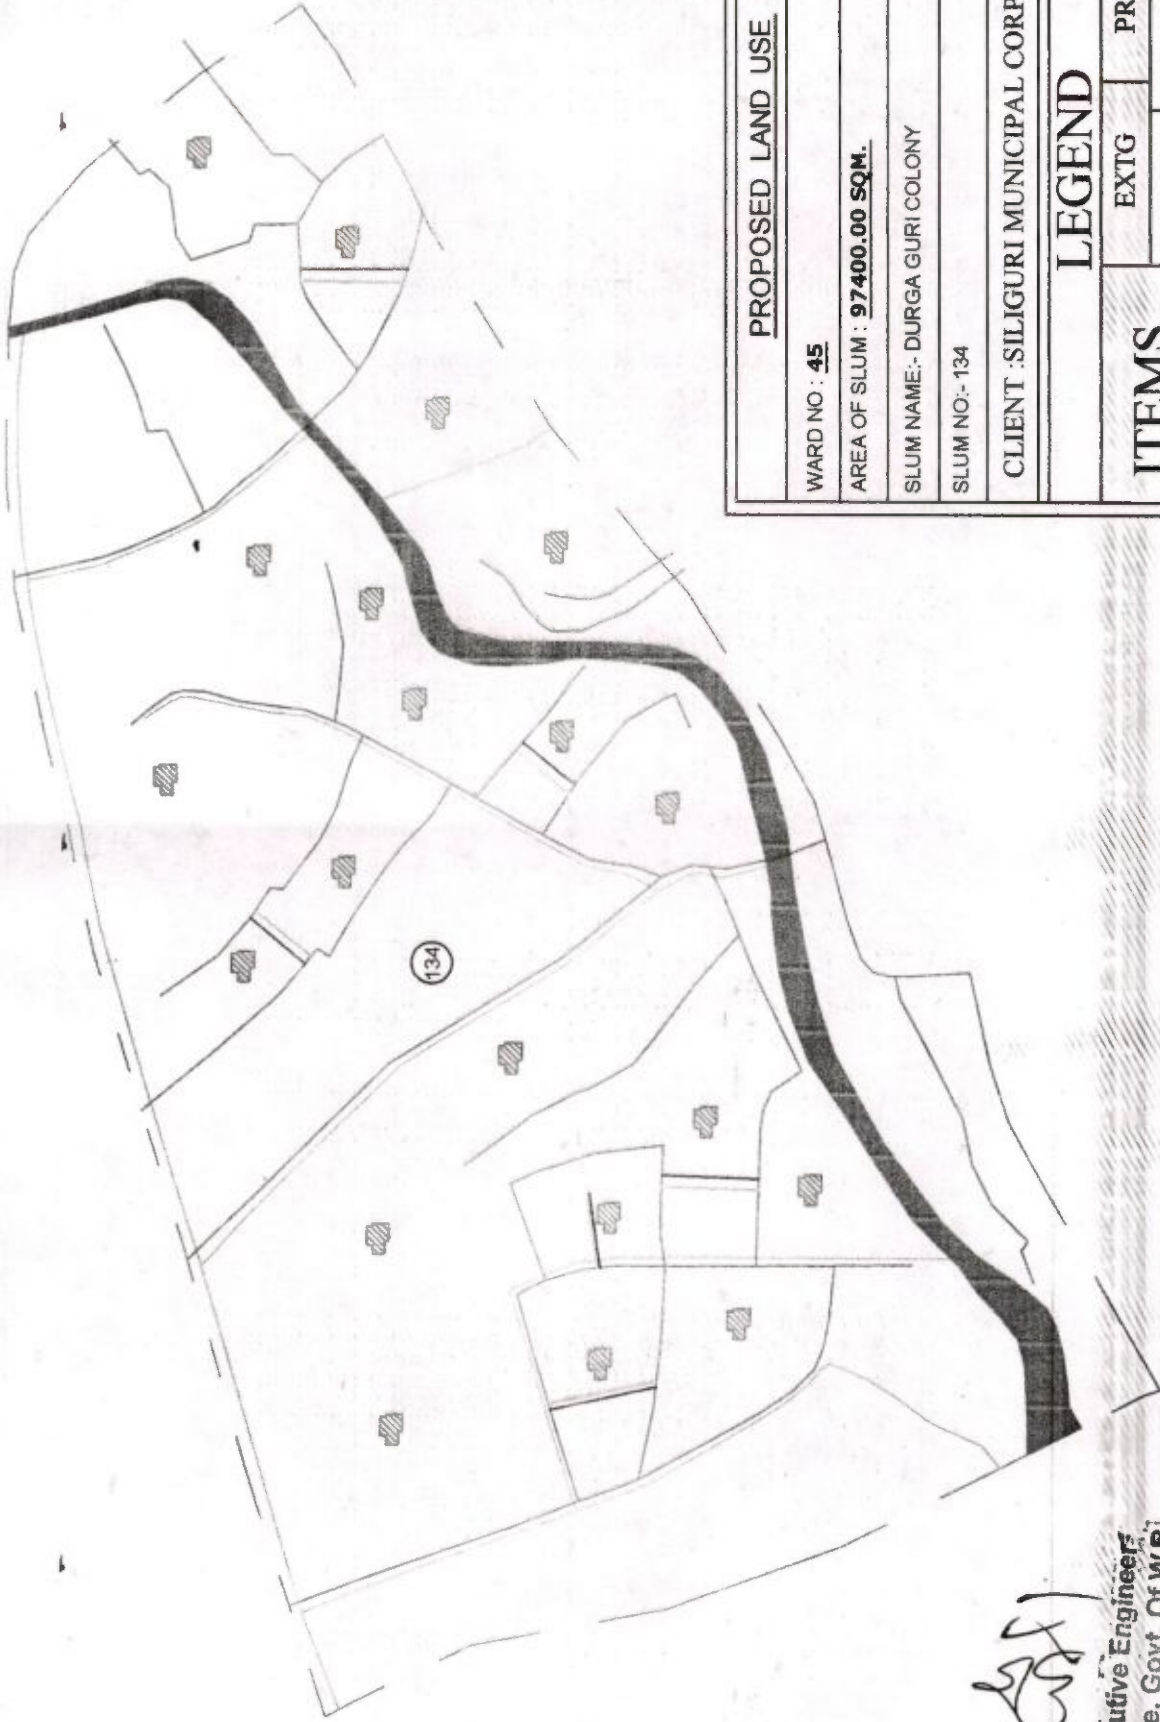 PROPOSED LAND USE
WARD NO : 45
AREA OF SLUM : 97400.00 SQM.
SLUM NAME:- DURGA GURI COLONY
SLUM NO:- 134
CLIENT :SILIGURI MUNICIPAL CORP
LEGEND
ITEMS
EXTG
PR
134
utive Engineer
e, Govt. Of W.B.